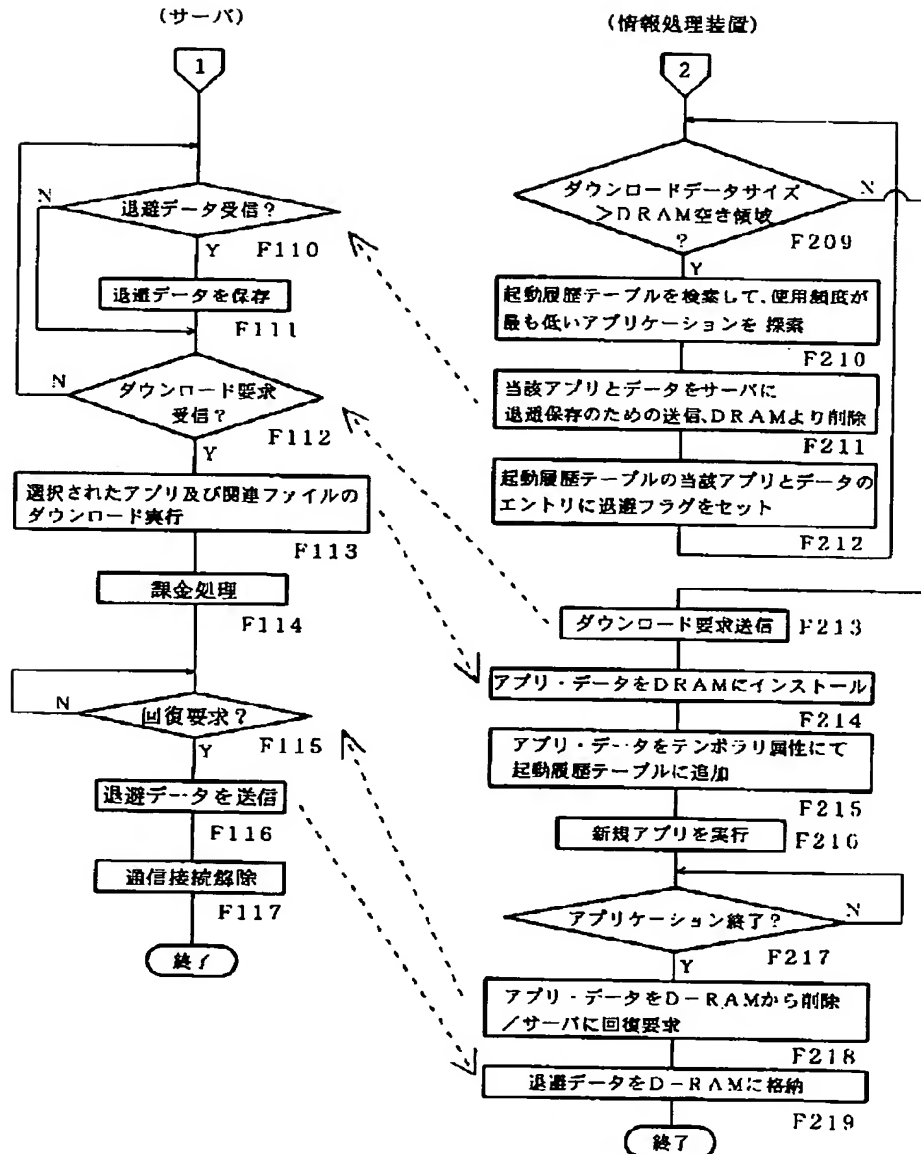 (サーバ)
1
退避データ受信?
N
Y
F110
退避データを保存
F111
ダウンロード要求
受信?
N
Y
F112
選択されたアプリ及び関連ファイルの
ダウンロード実行
F113
課金処理
F114
回復要求?
N
Y
F115
退避データを送信
F116
通信接続解除
F117
終了
(情報処理装置)
2
ダウンロードデータサイズ
>DRAM空き領域
?
N
Y
F209
起動履歴テーブルを検索して、使用頻度が
最も低いアプリケーションを 探索
F210
当該アプリとデータをサーバに
退避保存のための送信、DRAMより削除
F211
起動履歴テーブルの当該アプリとデータの
エントリに退避フラグをセット
F212
ダウンロード要求送信
F213
アプリ・データをDRAMにインストール
F214
アプリ・データをテンポラリ属性にて
起動履歴テーブルに追加
F215
新規アプリを実行
F216
アプリケーション終了?
N
Y
F217
アプリ・データをD-RAMから削除
/サーバに回復要求
F218
退避データをD-RAMに格納
F219
終了